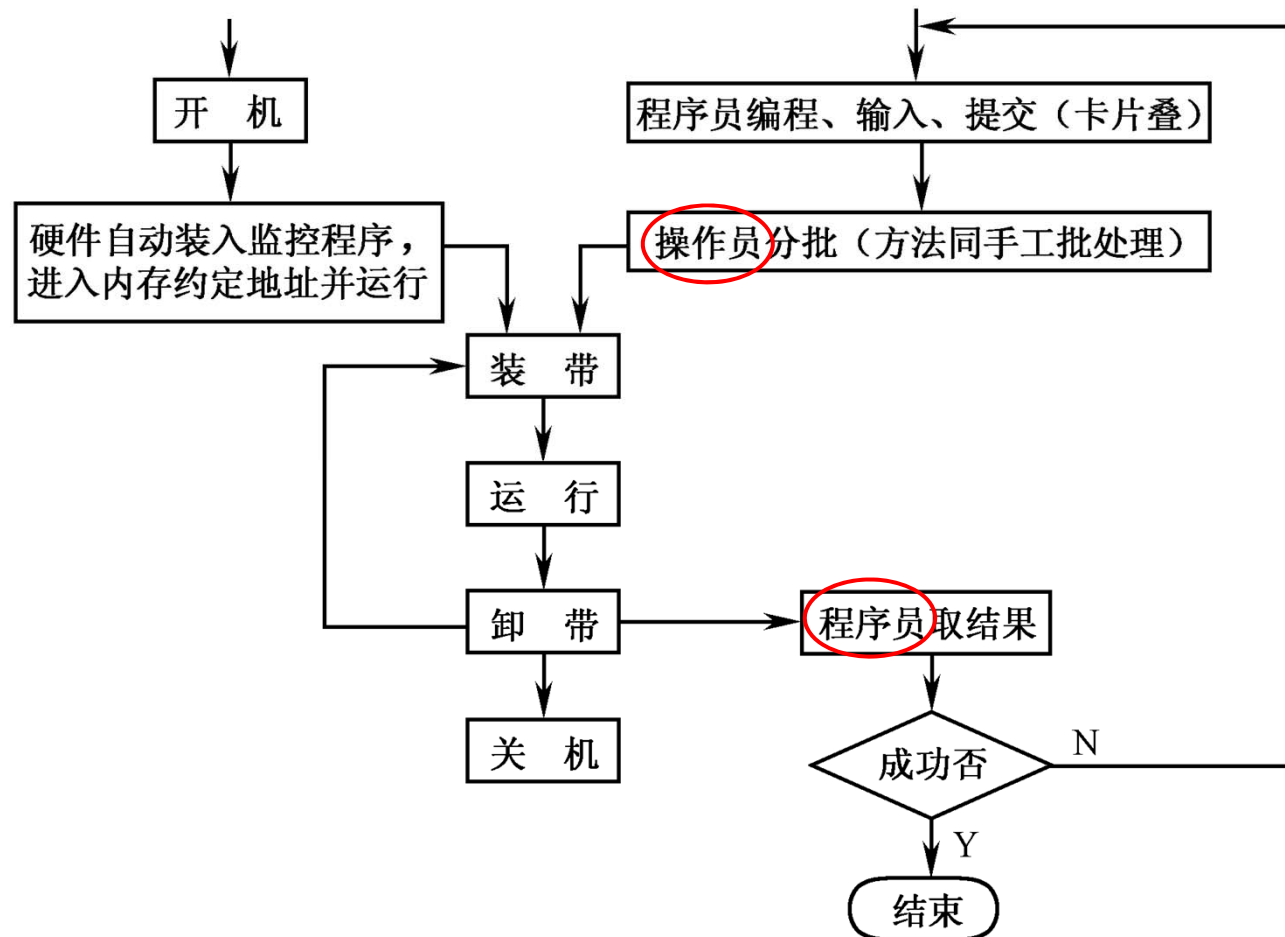 开 机
程序员编程、输入、提交（卡片叠）
硬件自动装入监控程序，
进入内存约定地址并运行
操作员分批（方法同手工批处理）
装 带
运 行
卸 带
程序员取结果
关 机
成功否
N
Y
结束